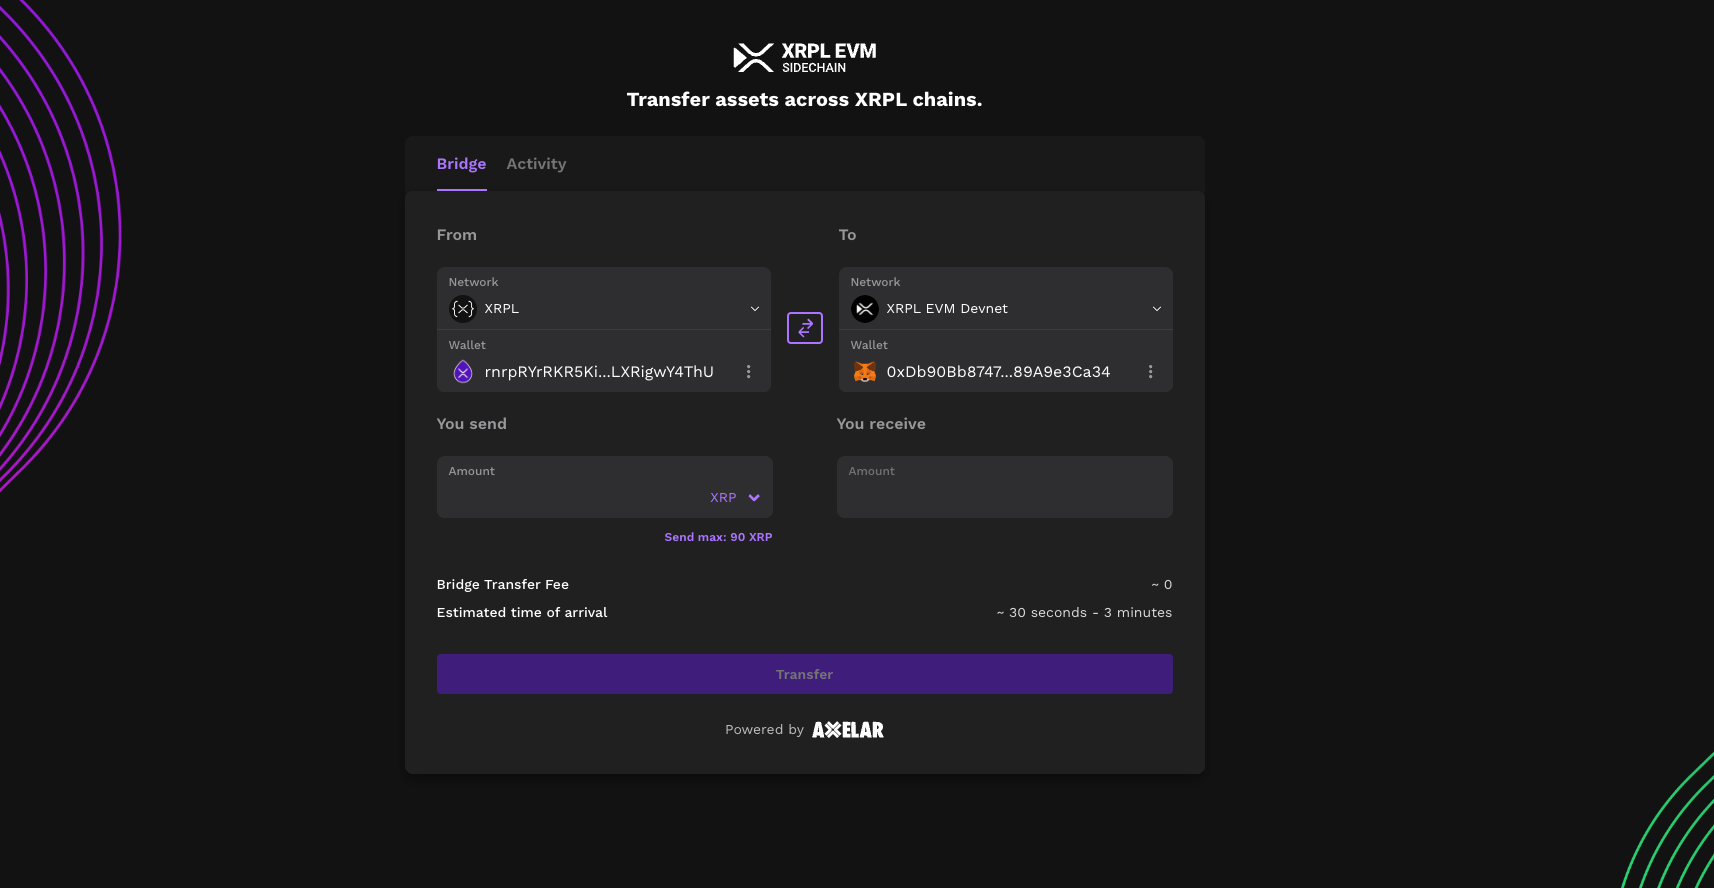 XRPL EVM
SIDECHAIN
Transfer assets across XRPL chains.
Bridge Activity
From To
Network Network
XRPL XRPL EVM Devnet
Wallet Wallet
rnrpRYrRKR5Ki...LXRigwY4ThU 0xDb90Bb8747...89A9e3Ca34
You send You receive
Amount Amount
XRP
Send max: 90 XRP
Bridge Transfer Fee ~ 0
Estimated time of arrival ~ 30 seconds - 3 minutes
Transfer
Powered by AXELAR